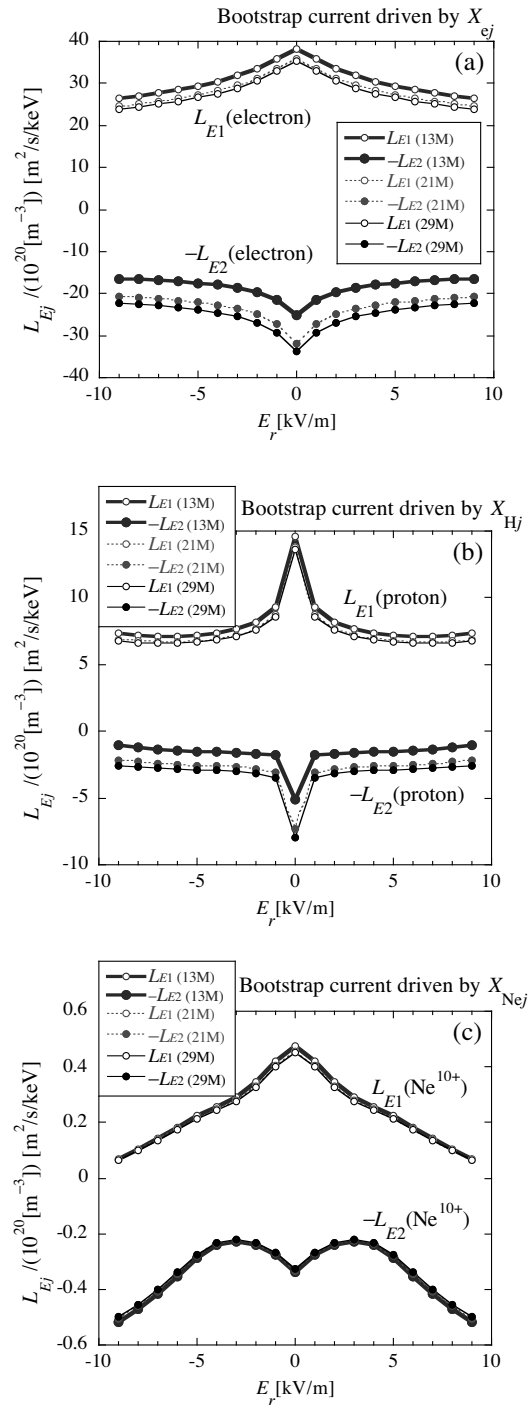 Bootstrap current driven by X_ej
(a)
L_E1(electron)
L_E1 (13M)
−L_E2 (13M)
L_E1 (21M)
−L_E2 (21M)
L_E1 (29M)
−L_E2 (29M)
−L_E2(electron)
L_Ej /(10^20[m^−3]) [m^2/s/keV]
40
30
20
10
0
-10
-20
-30
-40
-10 -5 0 5 10
E_r[kV/m]
L_E1 (13M)
−L_E2 (13M)
L_E1 (21M)
−L_E2 (21M)
L_E1 (29M)
−L_E2 (29M)
Bootstrap current driven by X_Hj
(b)
L_E1(proton)
−L_E2(proton)
L_Ej /(10^20[m^−3]) [m^2/s/keV]
15
10
5
0
-5
-10
-10 -5 0 5 10
E_r[kV/m]
L_E1 (13M)
−L_E2 (13M)
L_E1 (21M)
−L_E2 (21M)
L_E1 (29M)
−L_E2 (29M)
Bootstrap current driven by X_Nej
(c)
L_E1(Ne^10+)
−L_E2(Ne^10+)
L_Ej /(10^20[m^−3]) [m^2/s/keV]
0.6
0.4
0.2
0
-0.2
-0.4
-0.6
-10 -5 0 5 10
E_r[kV/m]